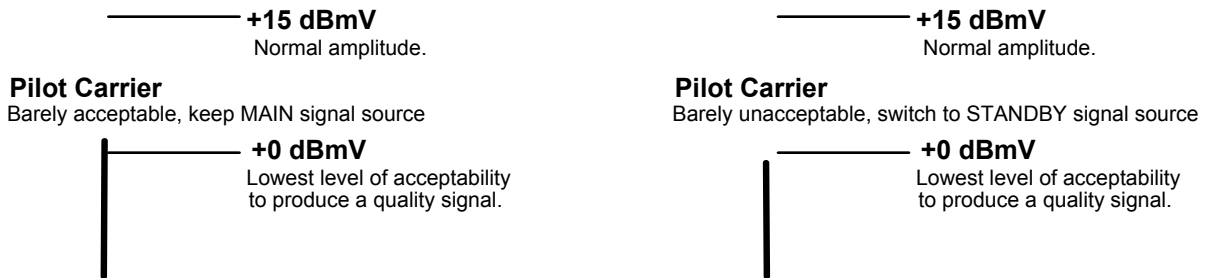 +15 dBmV
Normal amplitude.
Pilot Carrier
Barely acceptable, keep MAIN signal source
+0 dBmV
Lowest level of acceptability
to produce a quality signal.
+15 dBmV
Normal amplitude.
Pilot Carrier
Barely unacceptable, switch to STANDBY signal source
+0 dBmV
Lowest level of acceptability
to produce a quality signal.